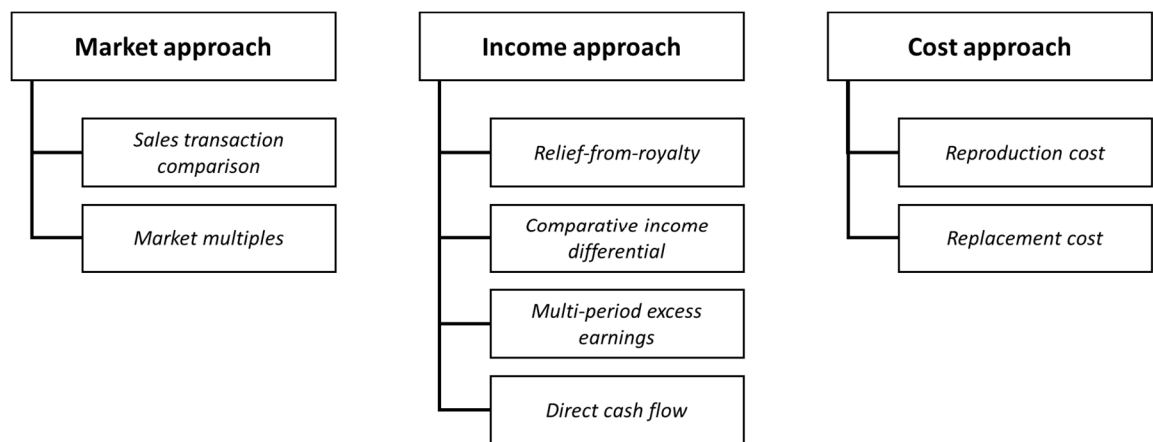 Market approach
Sales transaction
comparison
Market multiples
Income approach
Relief-from-royalty
Comparative income
differential
Multi-period excess
earnings
Direct cash flow
Cost approach
Reproduction cost
Replacement cost